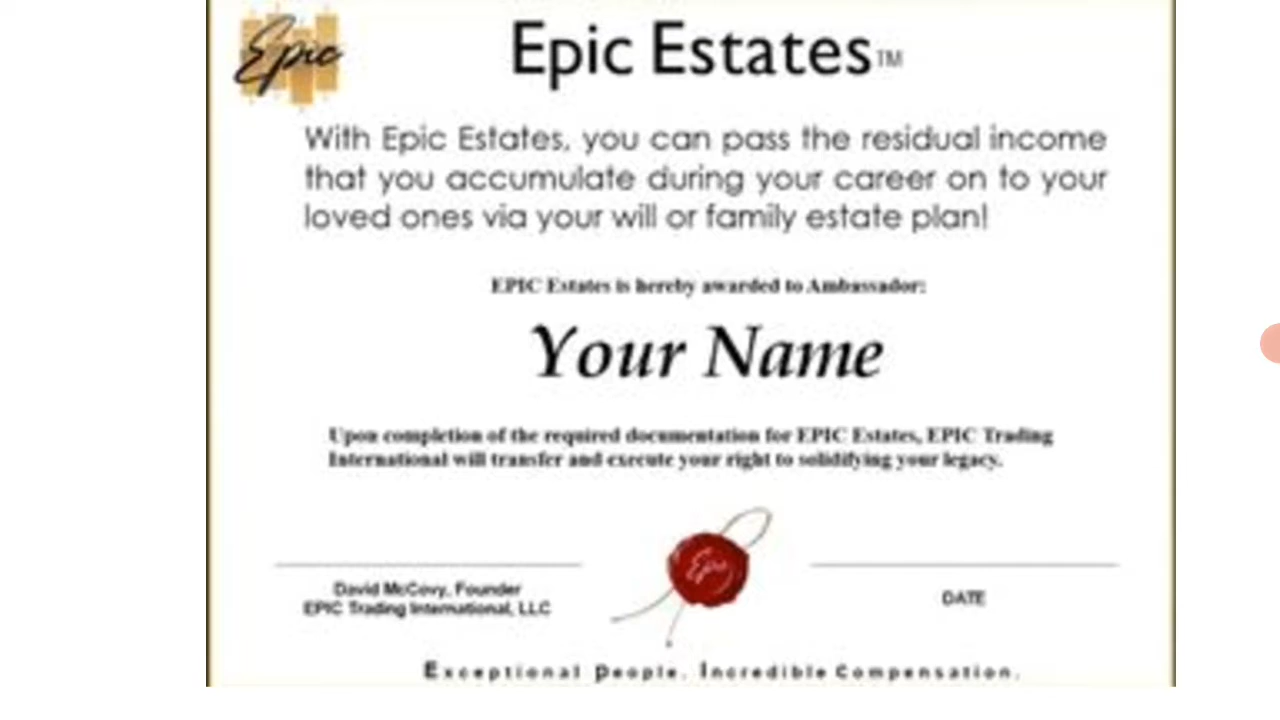 Epic
Epic Estates™
With Epic Estates, you can pass the residual income
that you accumulate during your career on to your
loved ones via your will or family estate plan!
EPIC Estates is hereby awarded to Ambassador:
Your Name
Upon completion of the required documentation for EPIC Estates, EPIC Trading
International will transfer and execute your right to solidifying your legacy.
Epic
David McCovy, Founder
EPIC Trading International, LLC
DATE
Exceptional People. Incredible Compensation.